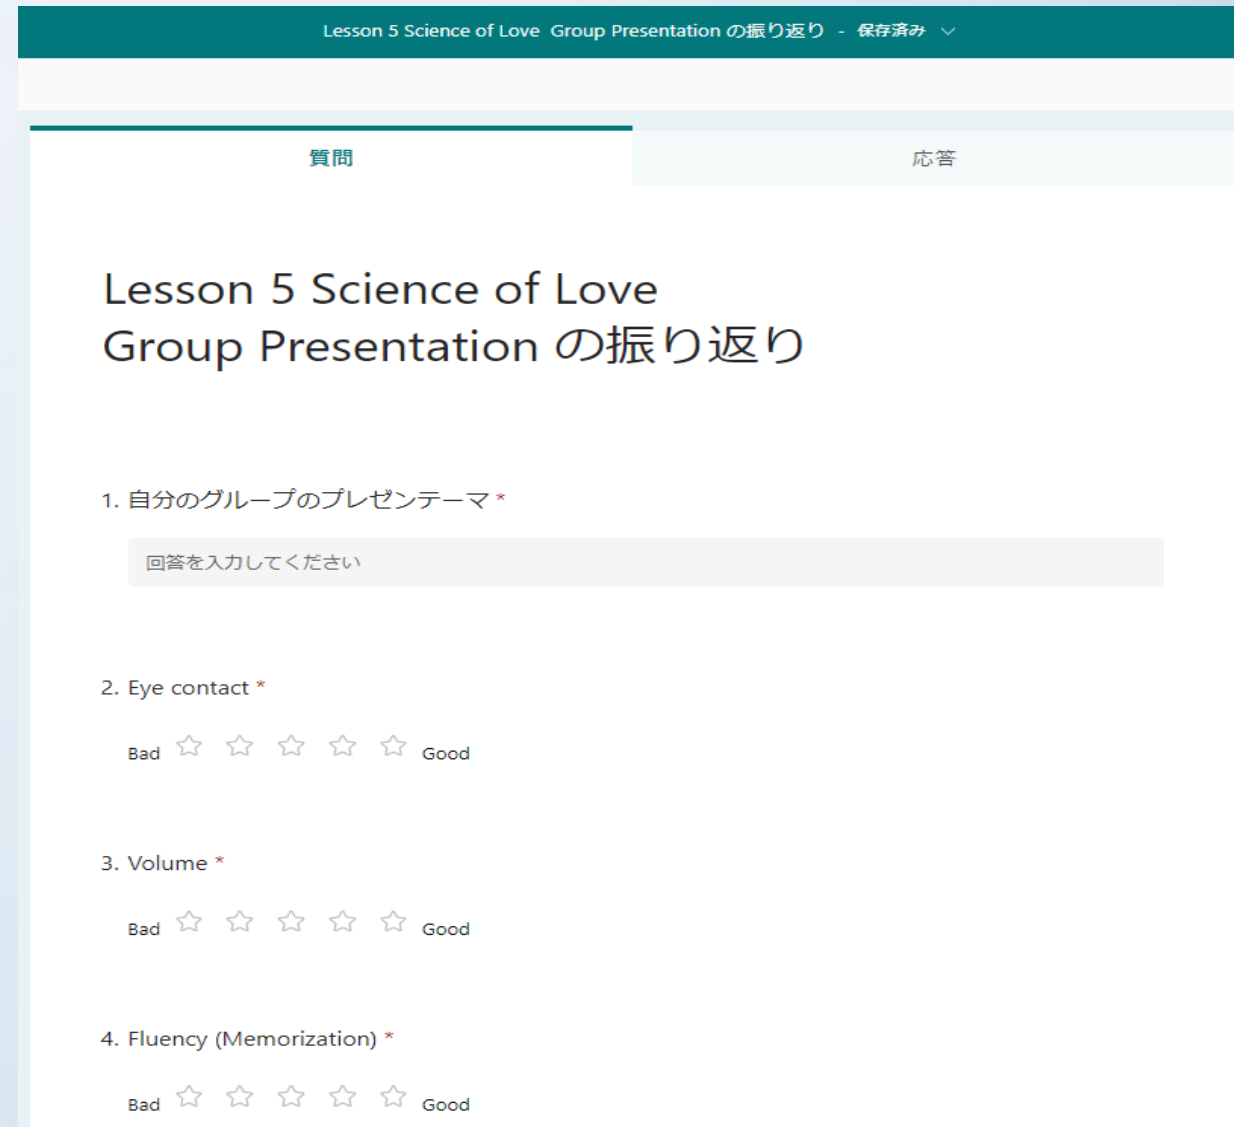 Lesson 5 Science of Love Group Presentation の振り返り - 保存済み
質問
応答
Lesson 5 Science of Love
Group Presentation の振り返り
1. 自分のグループのプレゼンテーマ *
回答を入力してください
2. Eye contact *
Bad ☆ ☆ ☆ ☆ ☆ Good
3. Volume *
Bad ☆ ☆ ☆ ☆ ☆ Good
4. Fluency (Memorization) *
Bad ☆ ☆ ☆ ☆ ☆ Good